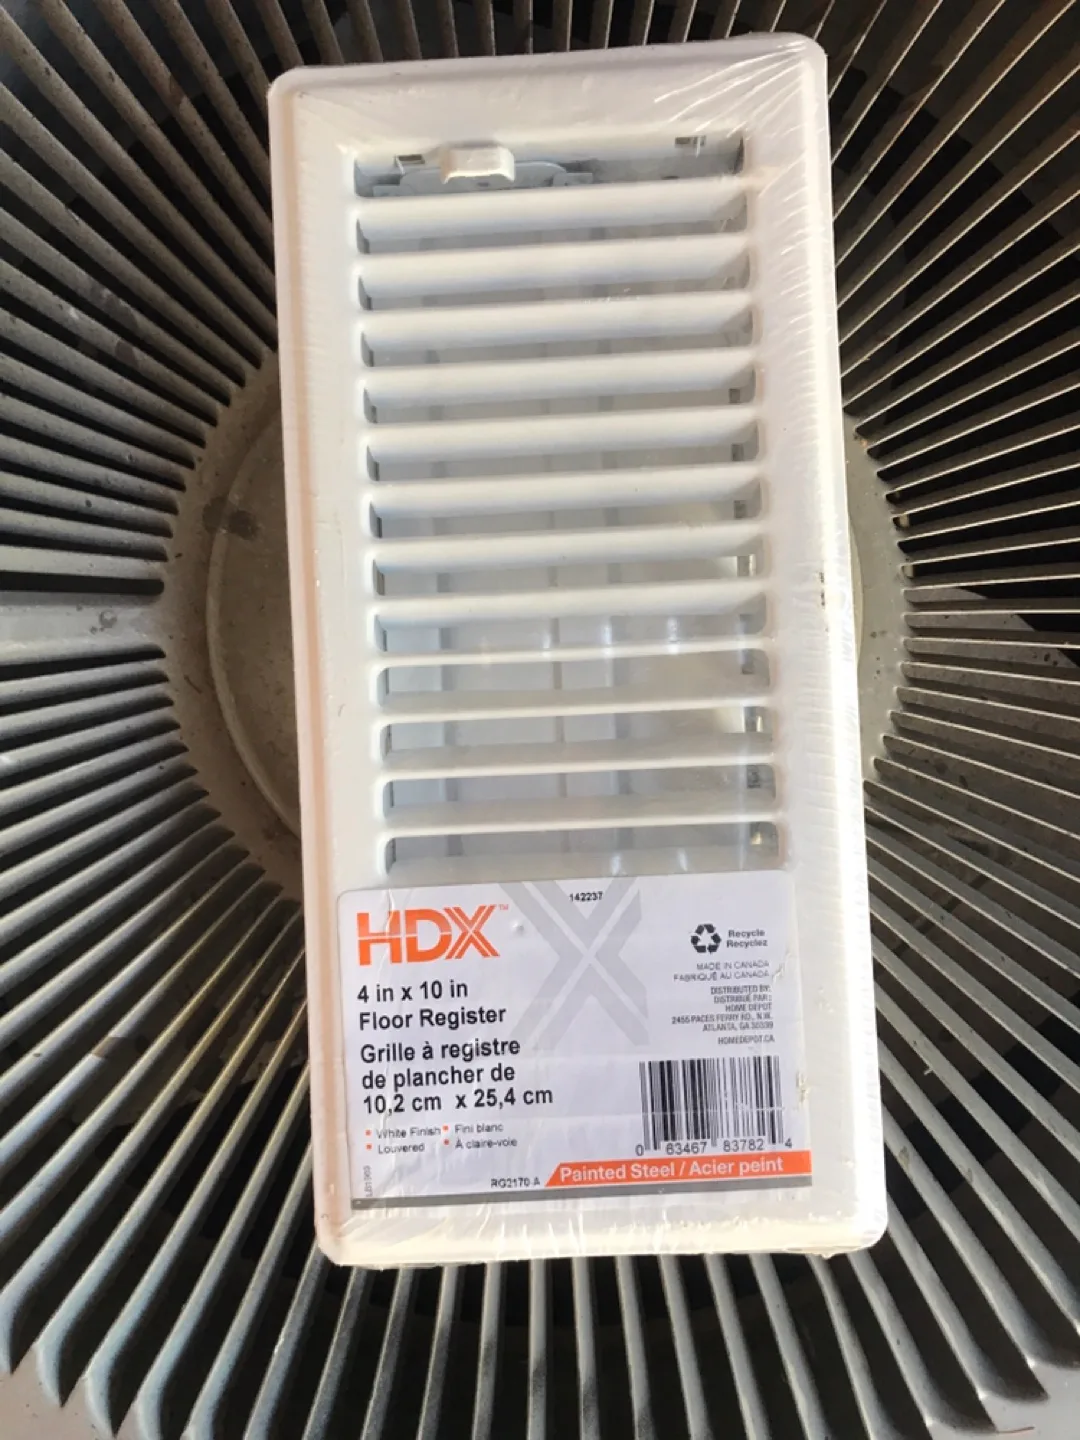 142237
HDX™
4 in x 10 in
Floor Register
Grille à registre
de plancher de
10,2 cm x 25,4 cm
• White Finish • Fini blanc
• Louvered • À claire-voie
Recycle
Recyclez
MADE IN CANADA
FABRIQUÉ AU CANADA
DISTRIBUTED BY:
DISTRIBUÉ PAR :
HOME DEPOT
2455 PACES FERRY RD., N.W.
ATLANTA, GA 30339
HOMEDEPOT.CA
0 63467 83782 4
RG2170-A
Painted Steel / Acier peint